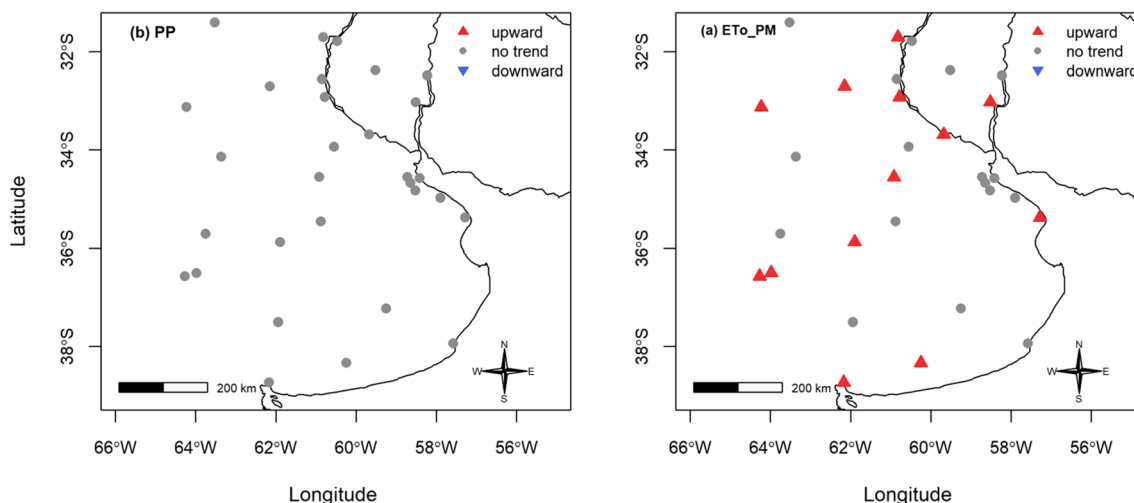 (b) PP
upward
no trend
downward
32°S
34°S
36°S
38°S
Latitude
N
W E
S
200 km
66°W 64°W 62°W 60°W 58°W 56°W
Longitude
(a) ETo_PM
upward
no trend
downward
32°S
34°S
36°S
38°S
N
W E
S
200 km
66°W 64°W 62°W 60°W 58°W 56°W
Longitude